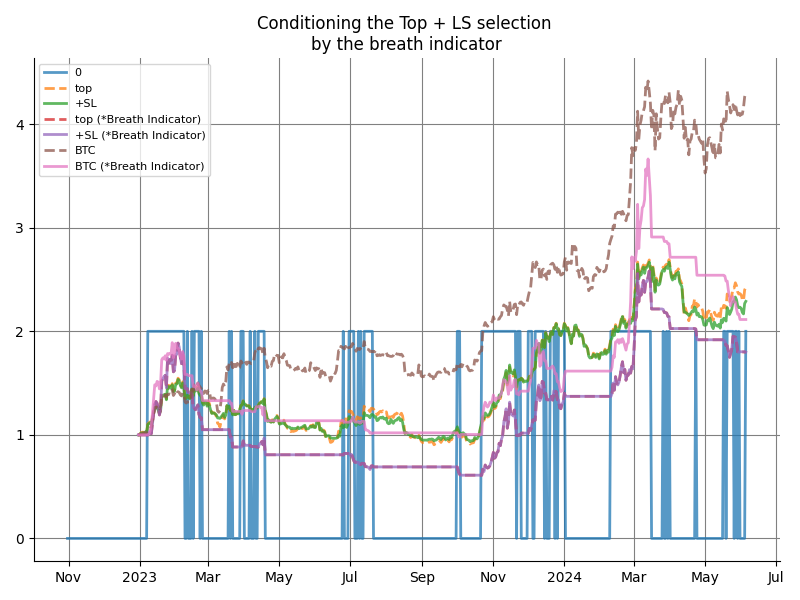 Conditioning the Top + LS selection
by the breath indicator
0
top
+SL
top (*Breath Indicator)
+SL (*Breath Indicator)
BTC
BTC (*Breath Indicator)
4
3
2
1
0
Nov
2023
Mar
May
Jul
Sep
Nov
2024
Mar
May
Jul